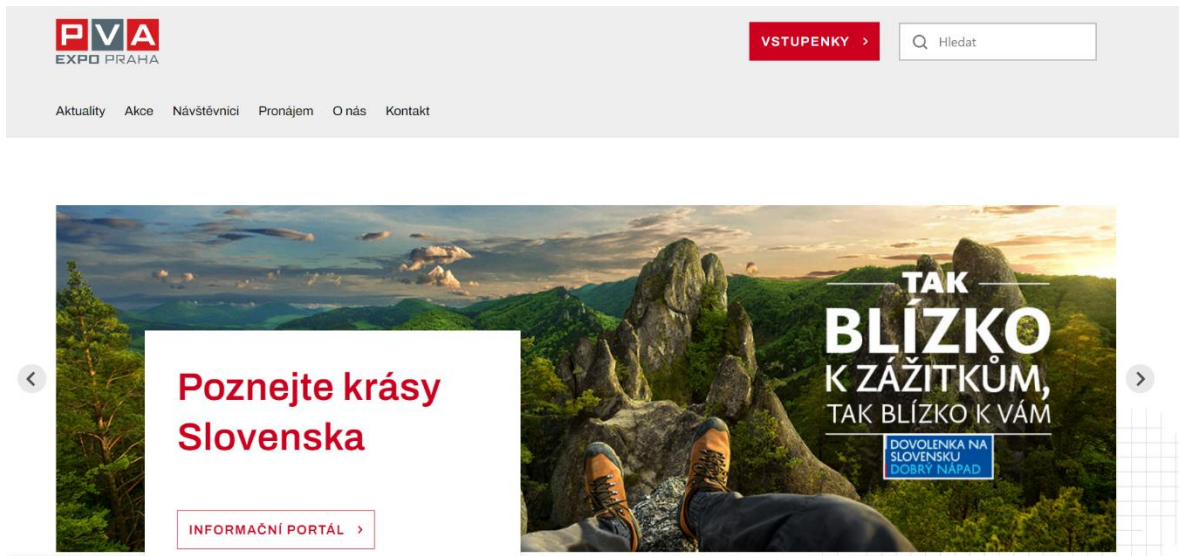 PVA
EXPO PRAHA
VSTUPENKY
Hledat
Aktuality Akce Návštěvníci Pronájem O nás Kontakt
Poznejte krásy
Slovenska
INFORMAČNÍ PORTÁL
TAK
BLÍZKO
K ZÁŽITKŮM,
TAK BLÍZKO K VÁM
DOVOLENKA NA
SLOVENSKU
DOBRÝ NÁPAD